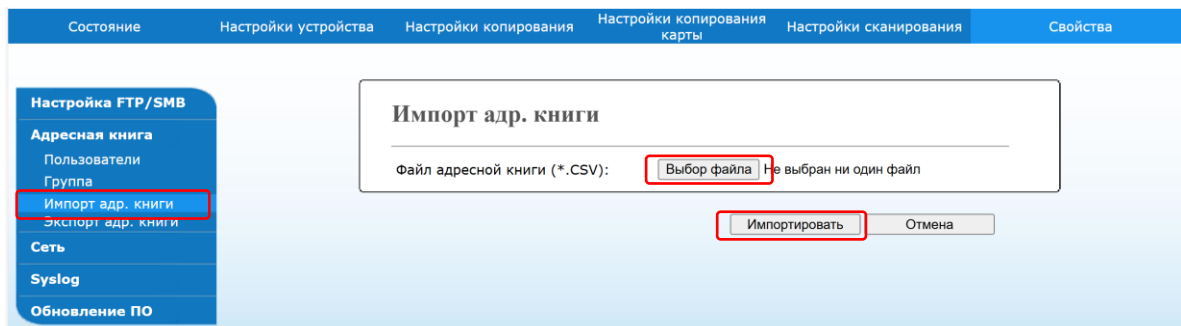 Состояние
Настройки устройства
Настройки копирования
Настройки копирования
карты
Настройки сканирования
Свойства
Настройка FTP/SMB
Адресная книга
Пользователи
Группа
Импорт адр. книги
Экспорт адр. книги
Сеть
Syslog
Обновление ПО
Импорт адр. книги
Файл адресной книги (*.CSV): Выбор файла Не выбран ни один файл
Импортировать Отмена